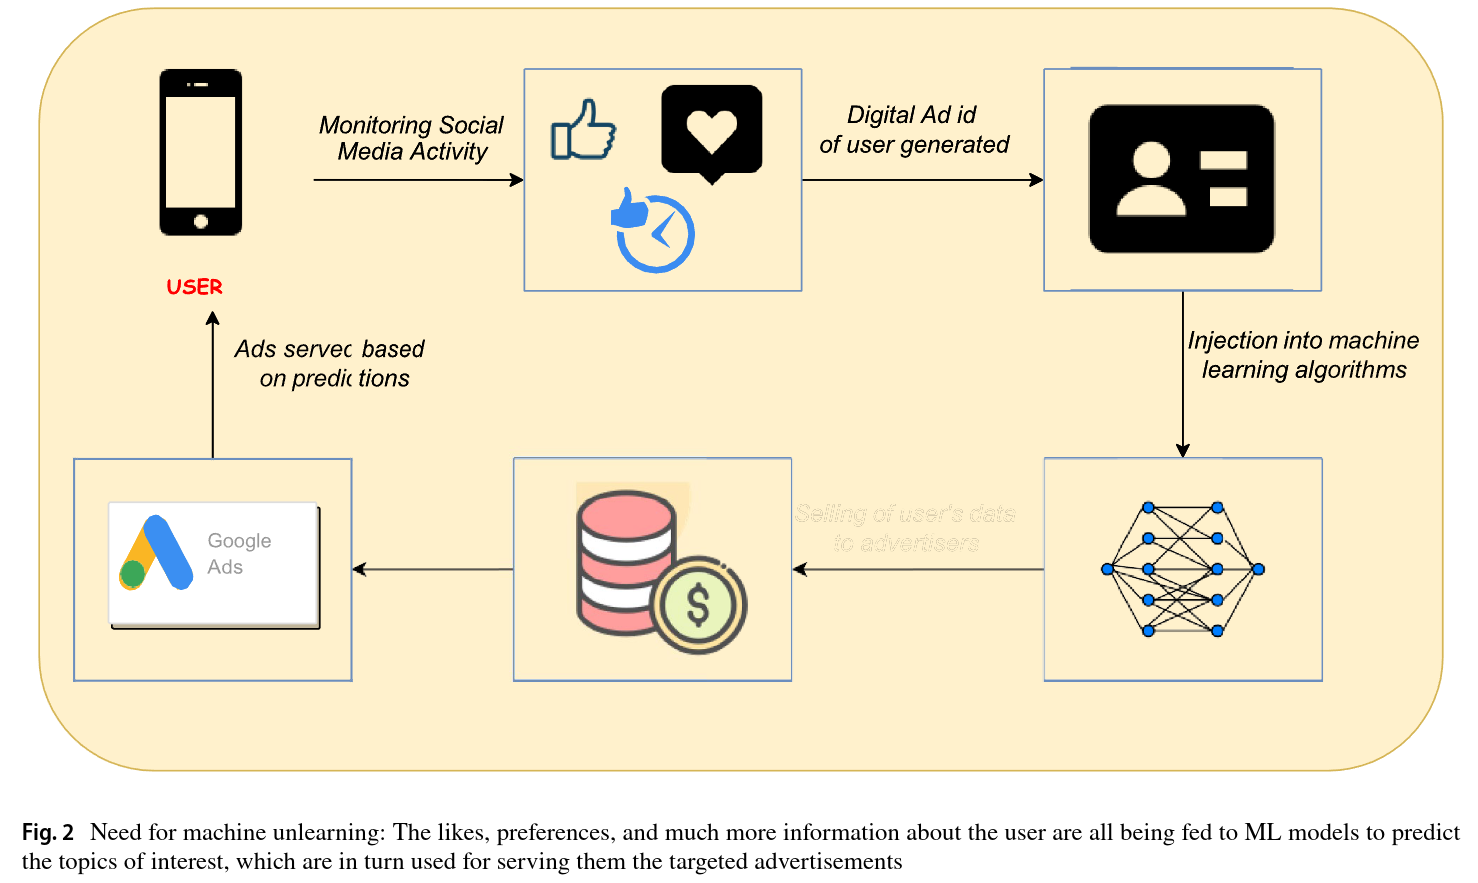 Monitoring Social
Media Activity
Digital Ad id
of user generated
USER
Ads served based
on predictions
Injection into machine
learning algorithms
Selling of user's data
to advertisers
Google
Ads
$
Fig. 2 Need for machine unlearning: The likes, preferences, and much more information about the user are all being fed to ML models to predict
the topics of interest, which are in turn used for serving them the targeted advertisements